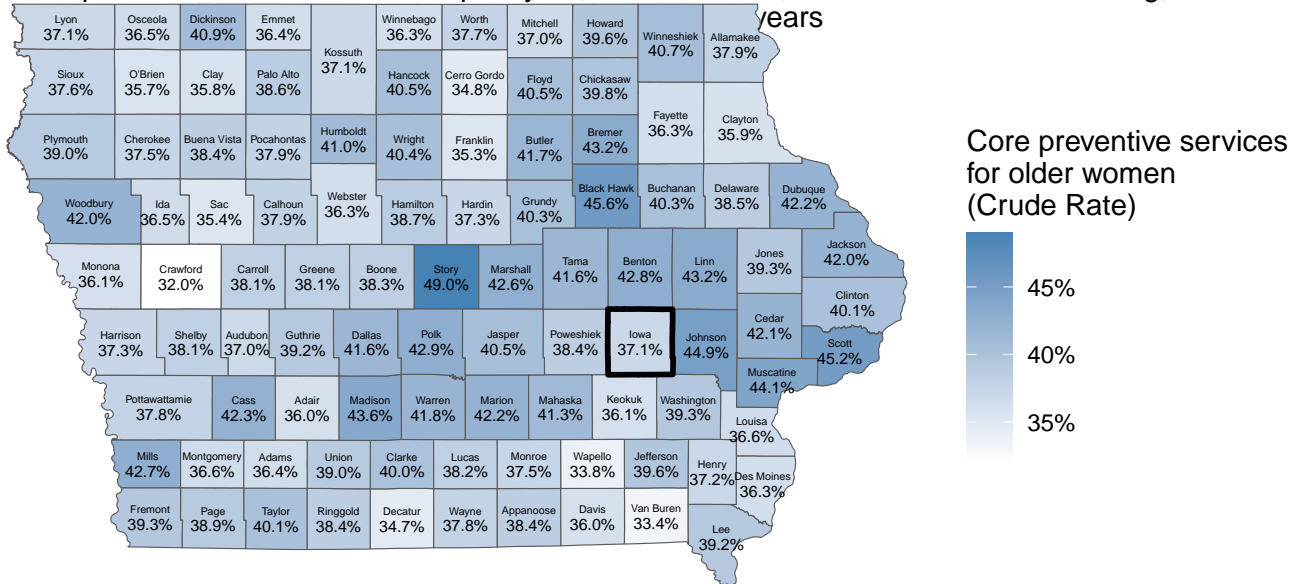 years
Lyon
37.1%
Osceola
36.5%
Dickinson
40.9%
Emmet
36.4%
Kossuth
37.1%
Winnebago
36.3%
Worth
37.7%
Mitchell
37.0%
Howard
39.6%
Winneshiek
40.7%
Allamakee
37.9%
Sioux
37.6%
O'Brien
35.7%
Clay
35.8%
Palo Alto
38.6%
Hancock
40.5%
Cerro Gordo
34.8%
Floyd
40.5%
Chickasaw
39.8%
Fayette
36.3%
Clayton
35.9%
Plymouth
39.0%
Cherokee
37.5%
Buena Vista
38.4%
Pocahontas
37.9%
Humboldt
41.0%
Wright
40.4%
Franklin
35.3%
Butler
41.7%
Bremer
43.2%
Woodbury
42.0%
Ida
36.5%
Sac
35.4%
Calhoun
37.9%
Webster
36.3%
Hamilton
38.7%
Hardin
37.3%
Grundy
40.3%
Black Hawk
45.6%
Buchanan
40.3%
Delaware
38.5%
Dubuque
42.2%
Monona
36.1%
Crawford
32.0%
Carroll
38.1%
Greene
38.1%
Boone
38.3%
Story
49.0%
Marshall
42.6%
Tama
41.6%
Benton
42.8%
Linn
43.2%
Jones
39.3%
Jackson
42.0%
Clinton
40.1%
Harrison
37.3%
Shelby
38.1%
Audubon
37.0%
Guthrie
39.2%
Dallas
41.6%
Polk
42.9%
Jasper
40.5%
Poweshiek
38.4%
Iowa
37.1%
Johnson
44.9%
Cedar
42.1%
Scott
45.2%
Muscatine
44.1%
Pottawattamie
37.8%
Cass
42.3%
Adair
36.0%
Madison
43.6%
Warren
41.8%
Marion
42.2%
Mahaska
41.3%
Keokuk
36.1%
Washington
39.3%
Louisa
36.6%
Mills
42.7%
Montgomery
36.6%
Adams
36.4%
Union
39.0%
Clarke
40.0%
Lucas
38.2%
Monroe
37.5%
Wapello
33.8%
Jefferson
39.6%
Henry
37.2%
Des Moines
36.3%
Fremont
39.3%
Page
38.9%
Taylor
40.1%
Ringgold
38.4%
Decatur
34.7%
Wayne
37.8%
Appanoose
38.4%
Davis
36.0%
Van Buren
33.4%
Lee
39.2%
Core preventive services
for older women
(Crude Rate)
45%
40%
35%